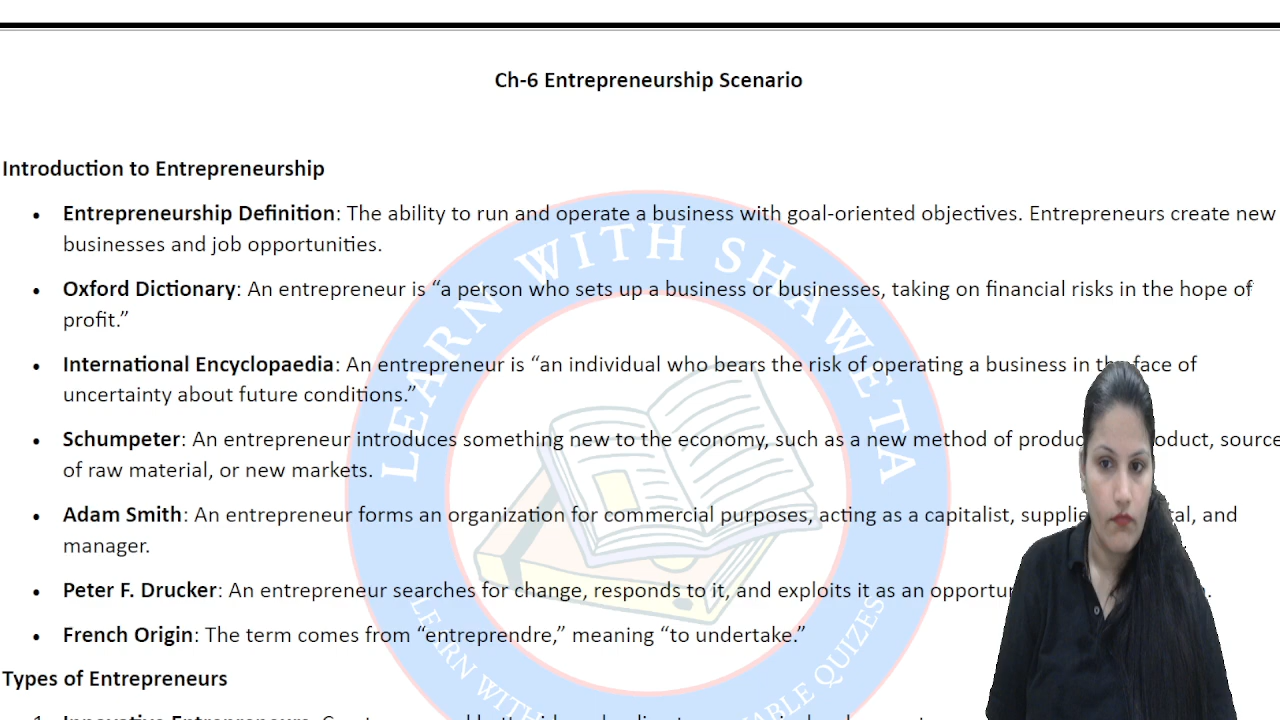 Ch-6 Entrepreneurship Scenario
Introduction to Entrepreneurship
• Entrepreneurship Definition: The ability to run and operate a business with goal-oriented objectives. Entrepreneurs create new
businesses and job opportunities.
• Oxford Dictionary: An entrepreneur is “a person who sets up a business or businesses, taking on financial risks in the hope of
profit.”
• International Encyclopaedia: An entrepreneur is “an individual who bears the risk of operating a business in the face of
uncertainty about future conditions.”
• Schumpeter: An entrepreneur introduces something new to the economy, such as a new method of source
of raw material, or new markets.
• Adam Smith: An entrepreneur forms an organization for commercial purposes, acting as a capitalist, and
manager.
• Peter F. Drucker: An entrepreneur searches for change, responds to it, and exploits it as an
• French Origin: The term comes from “entreprendre,” meaning “to undertake.”
Types of Entrepreneurs
LEARN WITH SHAWETA
LEARN WITH QUIZES